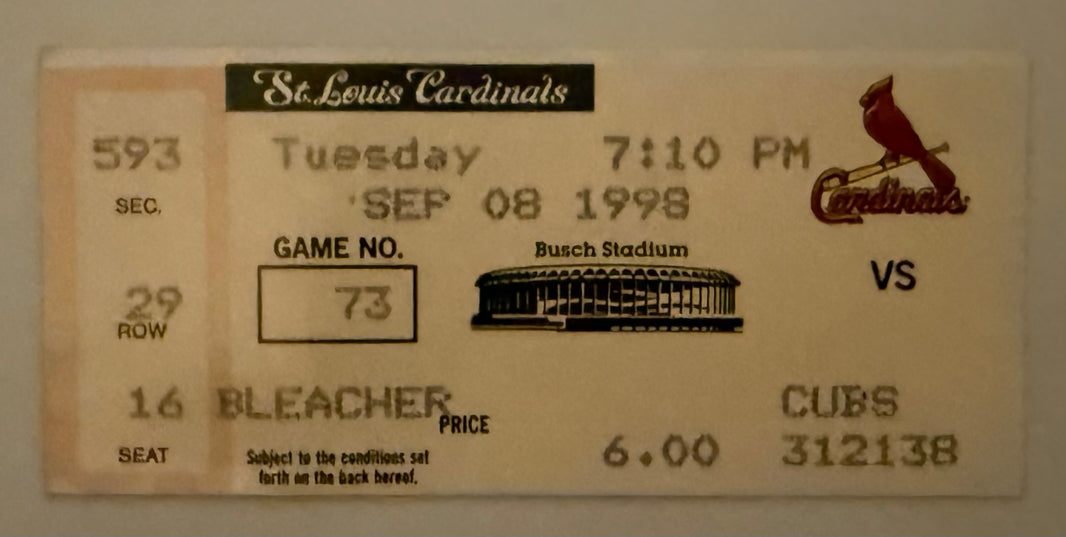 St. Louis Cardinals
593 Tuesday 7:10 PM
SEC. SEP 08 1998
Cardinals
GAME NO. Busch Stadium
VS
29 73
ROW
16 BLEACHER CUBS
PRICE
SEAT 6.00 312138
Subject to the conditions set
forth on the back hereof.